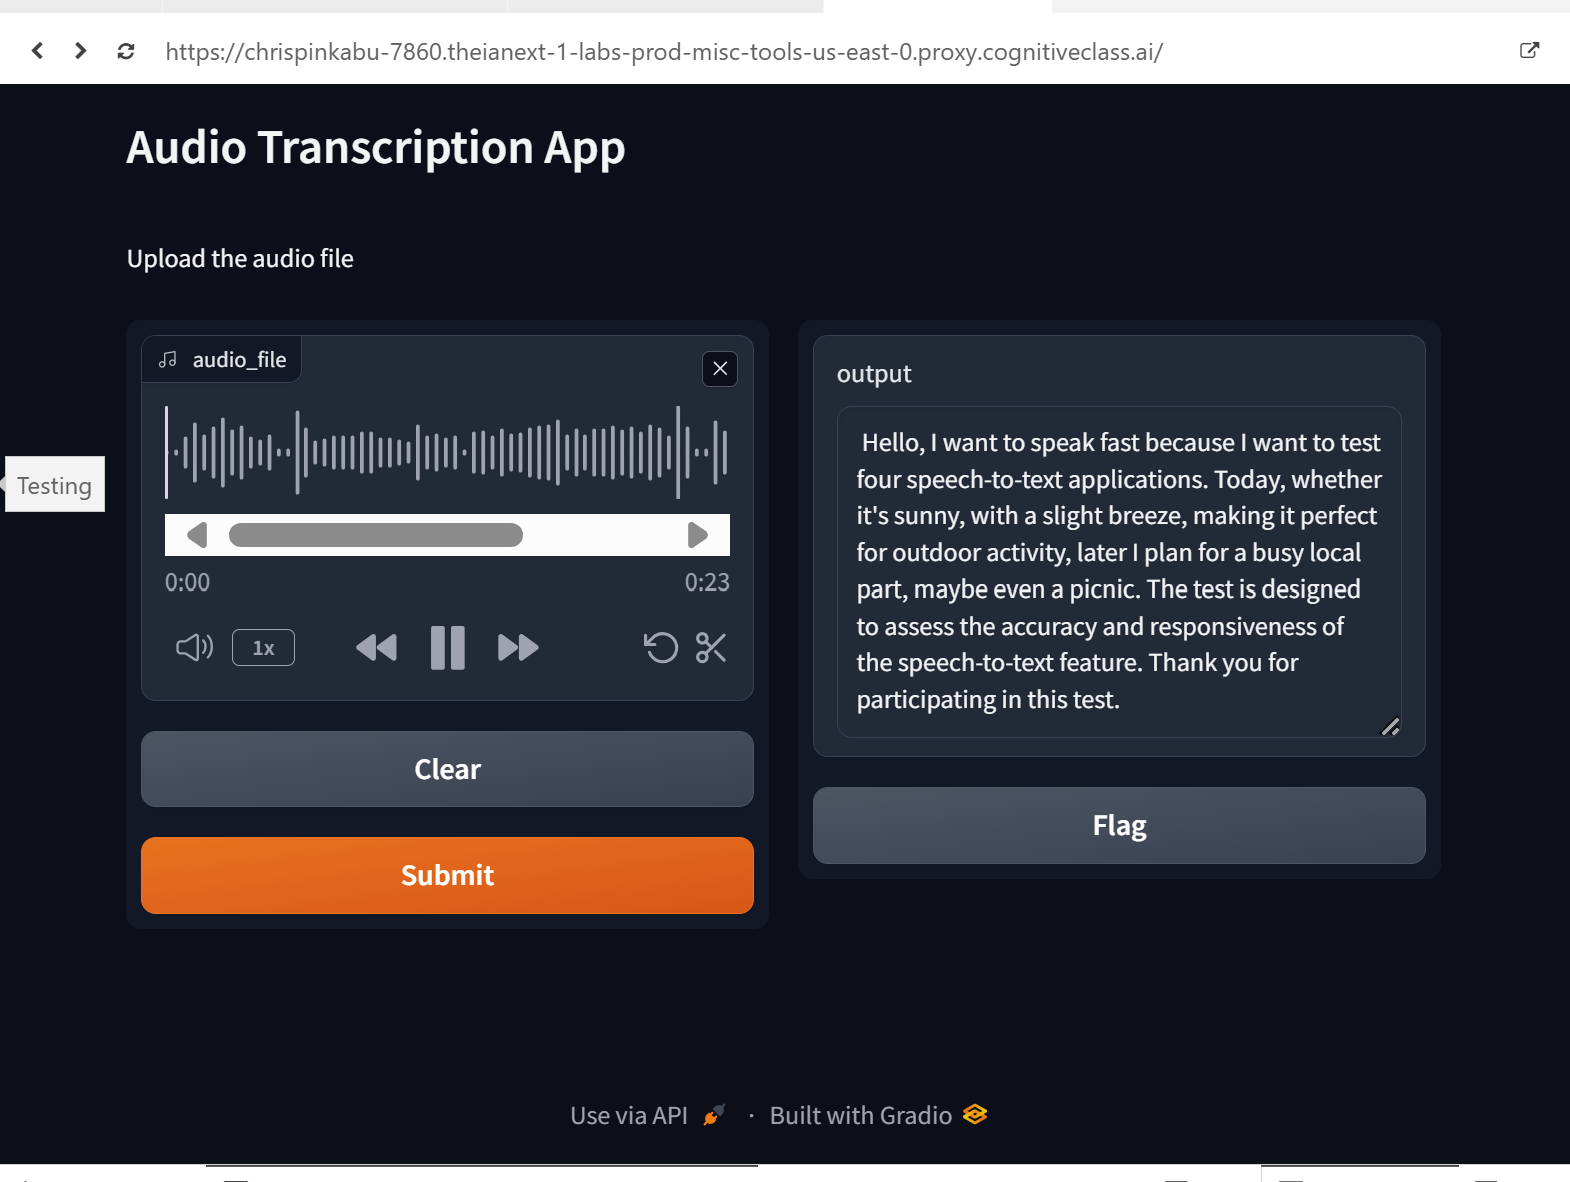 https://chrispinkabu-7860.theianext-1-labs-prod-misc-tools-us-east-0.proxy.cognitiveclass.ai/
Audio Transcription App
Upload the audio file
audio_file
Testing
0:00 0:23
1x
Clear
Submit
output
Hello, I want to speak fast because I want to test
four speech-to-text applications. Today, whether
it's sunny, with a slight breeze, making it perfect
for outdoor activity, later I plan for a busy local
part, maybe even a picnic. The test is designed
to assess the accuracy and responsiveness of
the speech-to-text feature. Thank you for
participating in this test.
Flag
Use via API · Built with Gradio